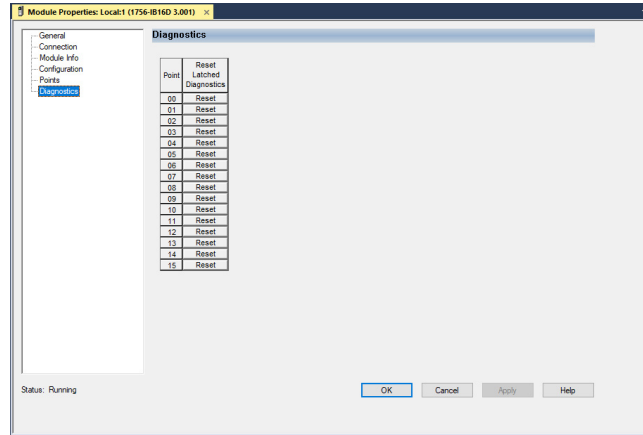 Module Properties: Local:1 (1756-IB16D 3.001) ×
General
Connection
Module Info
Configuration
Points
Diagnostics
Diagnostics
Point Reset Latched Diagnostics
00 Reset
01 Reset
02 Reset
03 Reset
04 Reset
05 Reset
06 Reset
07 Reset
08 Reset
09 Reset
10 Reset
11 Reset
12 Reset
13 Reset
14 Reset
15 Reset
Status: Running
OK Cancel Apply Help